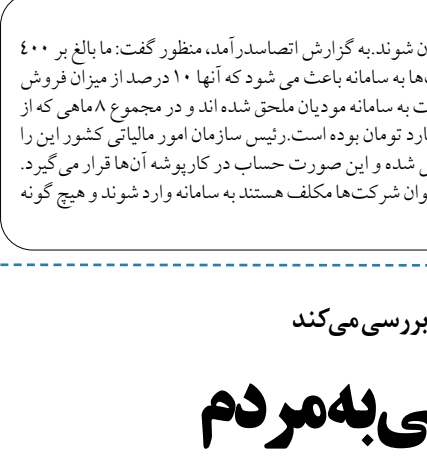 ن شوند.به گزارش اتصاسدرآمد، منظور گفت: ما بالغ بر ۴۰۰
ها به سامانه باعث می شود که آنها ۱۰ درصد از میزان فروش
ت به سامانه مودیان ملحق شده اند و در مجموع ۸ماهی که از
ارد تومان بوده است.رئیس سازمان امور مالیاتی کشور این را
ی شده و این صورت حساب در کارپوشه آن‌ها قرار می گیرد.
وان شرکت‌ها مکلف هستند به سامانه وارد شوند و هیچ گونه
بررسی می‌کند
ی‌به‌مردم